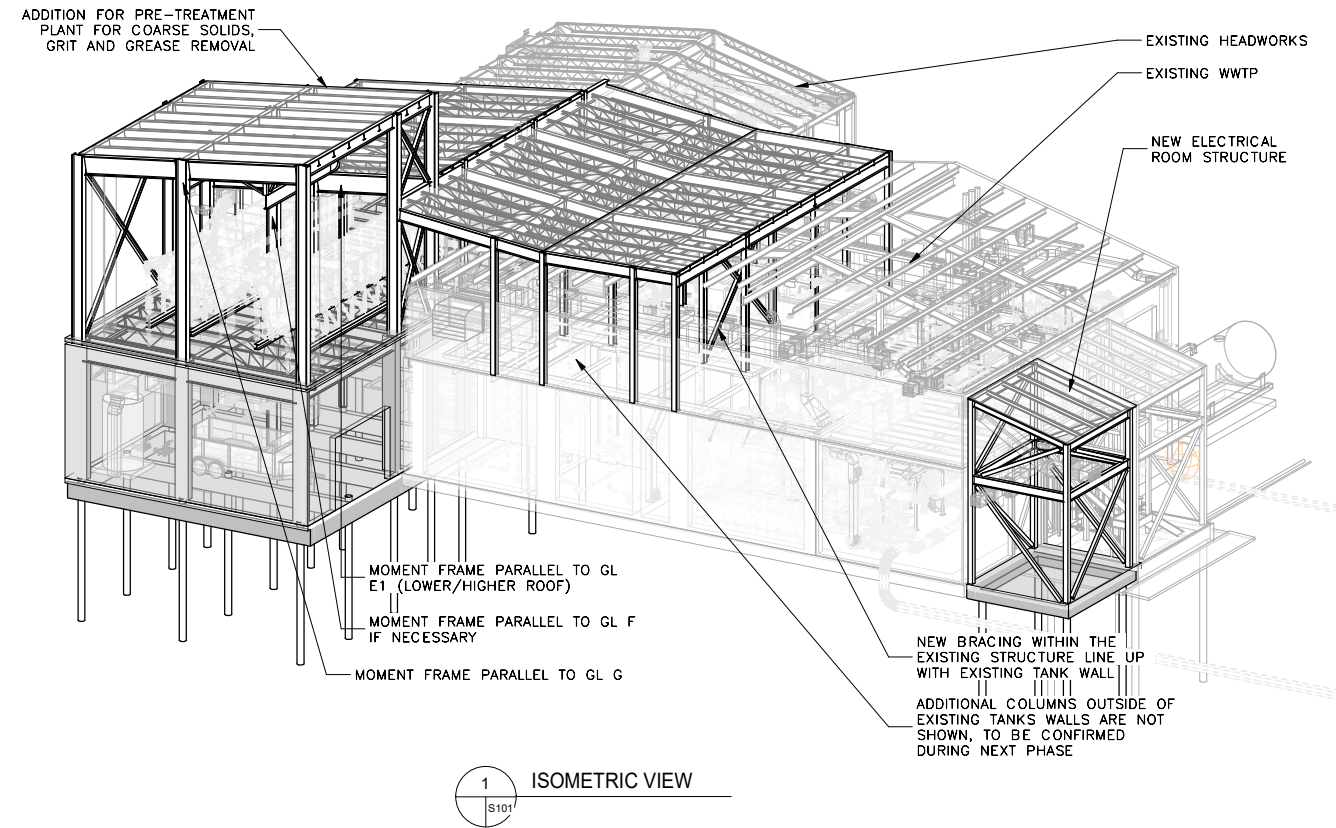 ADDITION FOR PRE-TREATMENT
PLANT FOR COARSE SOLIDS,
GRIT AND GREASE REMOVAL
EXISTING HEADWORKS
EXISTING WWTP
NEW ELECTRICAL
ROOM STRUCTURE
MOMENT FRAME PARALLEL TO GL
E1 (LOWER/HIGHER ROOF)
MOMENT FRAME PARALLEL TO GL F
IF NECESSARY
MOMENT FRAME PARALLEL TO GL G
NEW BRACING WITHIN THE
EXISTING STRUCTURE LINE UP
WITH EXISTING TANK WALL
ADDITIONAL COLUMNS OUTSIDE OF
EXISTING TANKS WALLS ARE NOT
SHOWN, TO BE CONFIRMED
DURING NEXT PHASE
1
S101
ISOMETRIC VIEW